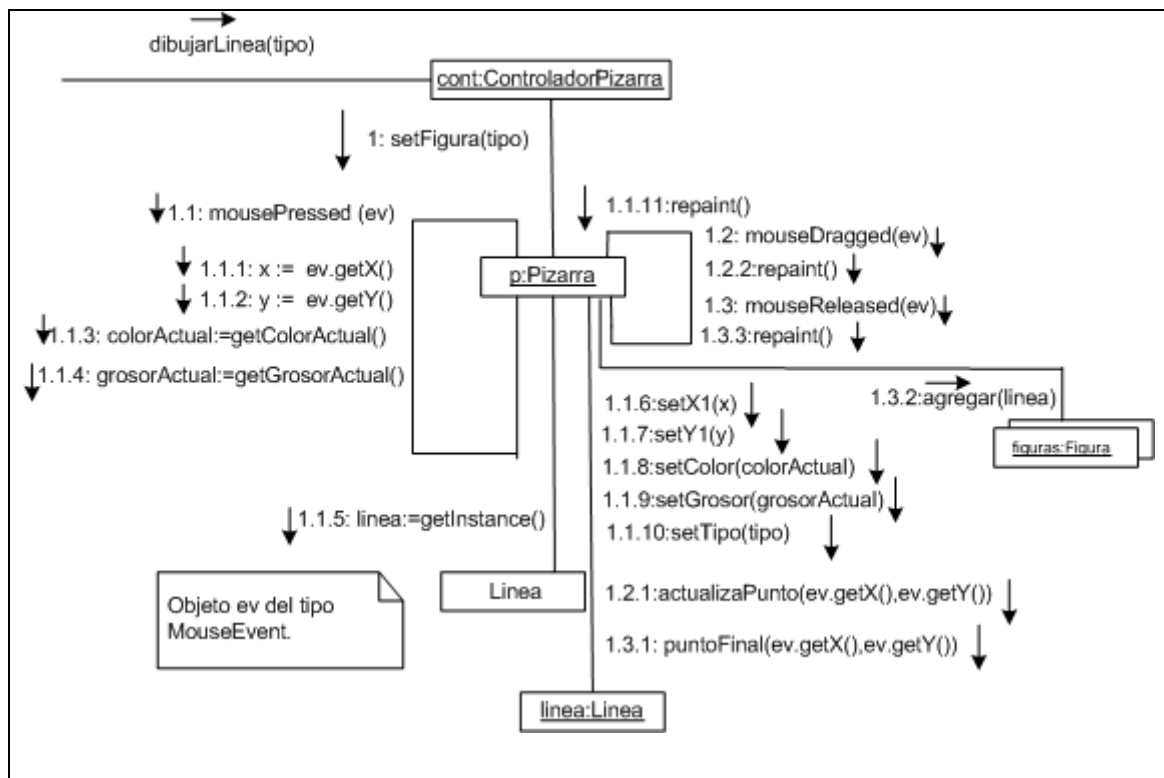 dibujarLinea(tipo)
cont:ControladorPizarra
1: setFigura(tipo)
1.1: mousePressed (ev)
1.1.1: x := ev.getX()
1.1.2: y := ev.getY()
1.1.3: colorActual:=getColorActual()
1.1.4: grosorActual:=getGrosorActual()
1.1.11:repaint()
1.2: mouseDragged(ev)
1.2.2:repaint()
1.3: mouseReleased(ev)
1.3.3:repaint()
p:Pizarra
1.3.2:agregar(linea)
figuras:Figura
1.1.6:setX1(x)
1.1.7:setY1(y)
1.1.8:setColor(colorActual)
1.1.9:setGrosor(grosorActual)
1.1.10:setTipo(tipo)
1.1.5: linea:=getInstance()
Linea
Objeto ev del tipo
MouseEvent.
1.2.1:actualizaPunto(ev.getX(),ev.getY())
1.3.1: puntoFinal(ev.getX(),ev.getY())
linea:Linea